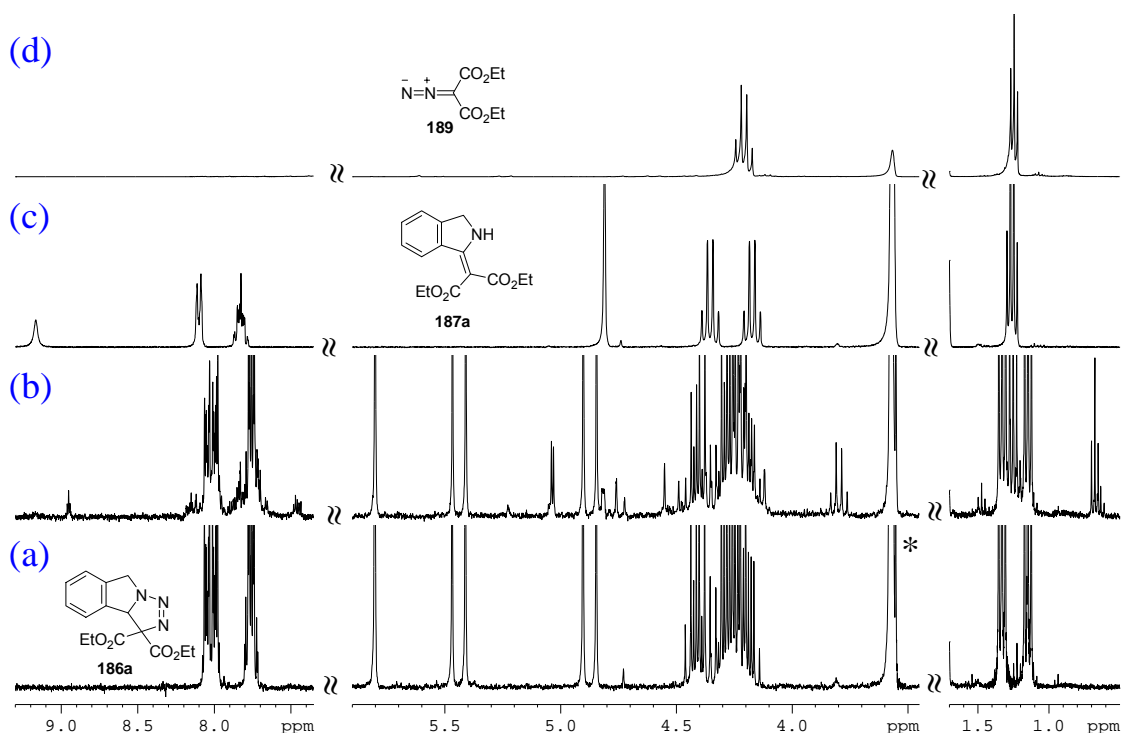 (d)
N=N
−
+
CO₂Et
CO₂Et
189
(c)
NH
EtO₂C
CO₂Et
187a
(b)
(a)
N
N
N
EtO₂C
CO₂Et
186a
*
9.0 8.5 8.0 ppm 5.5 5.0 4.5 4.0 ppm 1.5 1.0 ppm